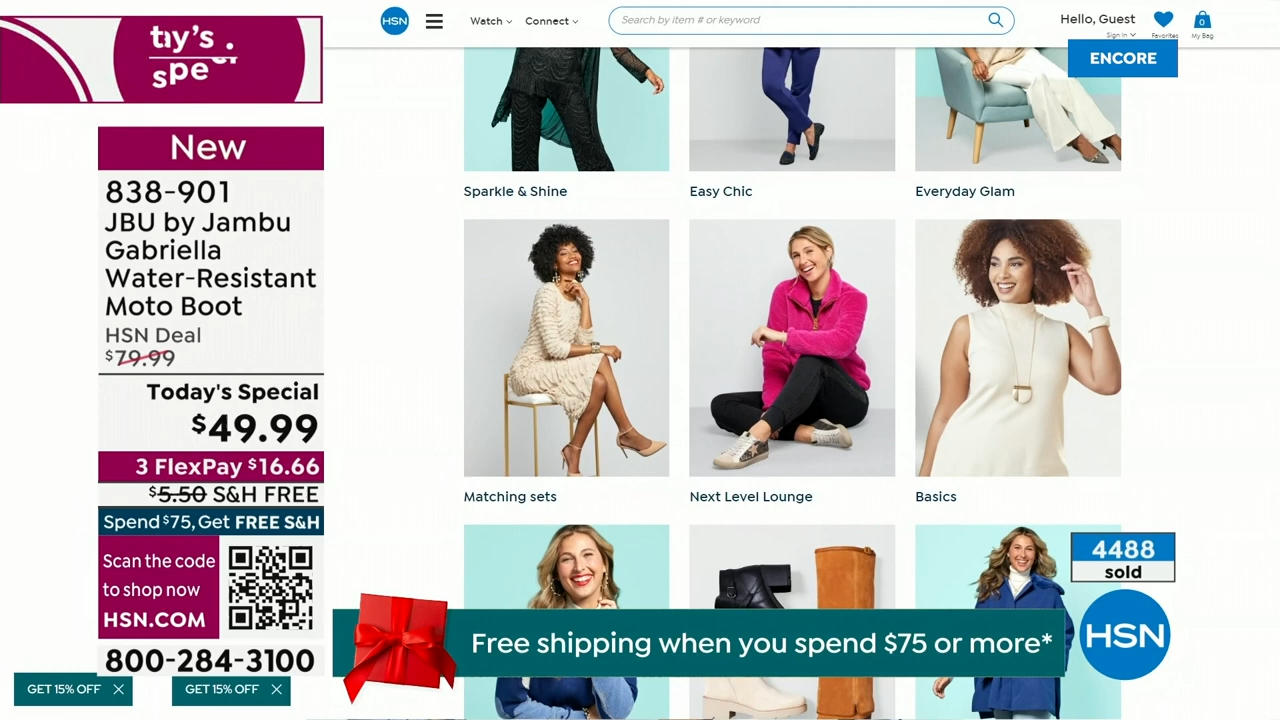 HSN
Watch
Connect
Search by item # or keyword
Hello, Guest
Sign In
Favorites
0
My Bag
ENCORE
New
838-901
JBU by Jambu
Gabriella
Water-Resistant
Moto Boot
HSN Deal
$79.99
Today's Special
$49.99
3 FlexPay $16.66
$5.50 S&H FREE
Spend $75, Get FREE S&H
Scan the code
to shop now
HSN.COM
800-284-3100
GET 15% OFF
GET 15% OFF
Sparkle & Shine
Easy Chic
Everyday Glam
Matching sets
Next Level Lounge
Basics
4488
sold
Free shipping when you spend $75 or more*
HSN